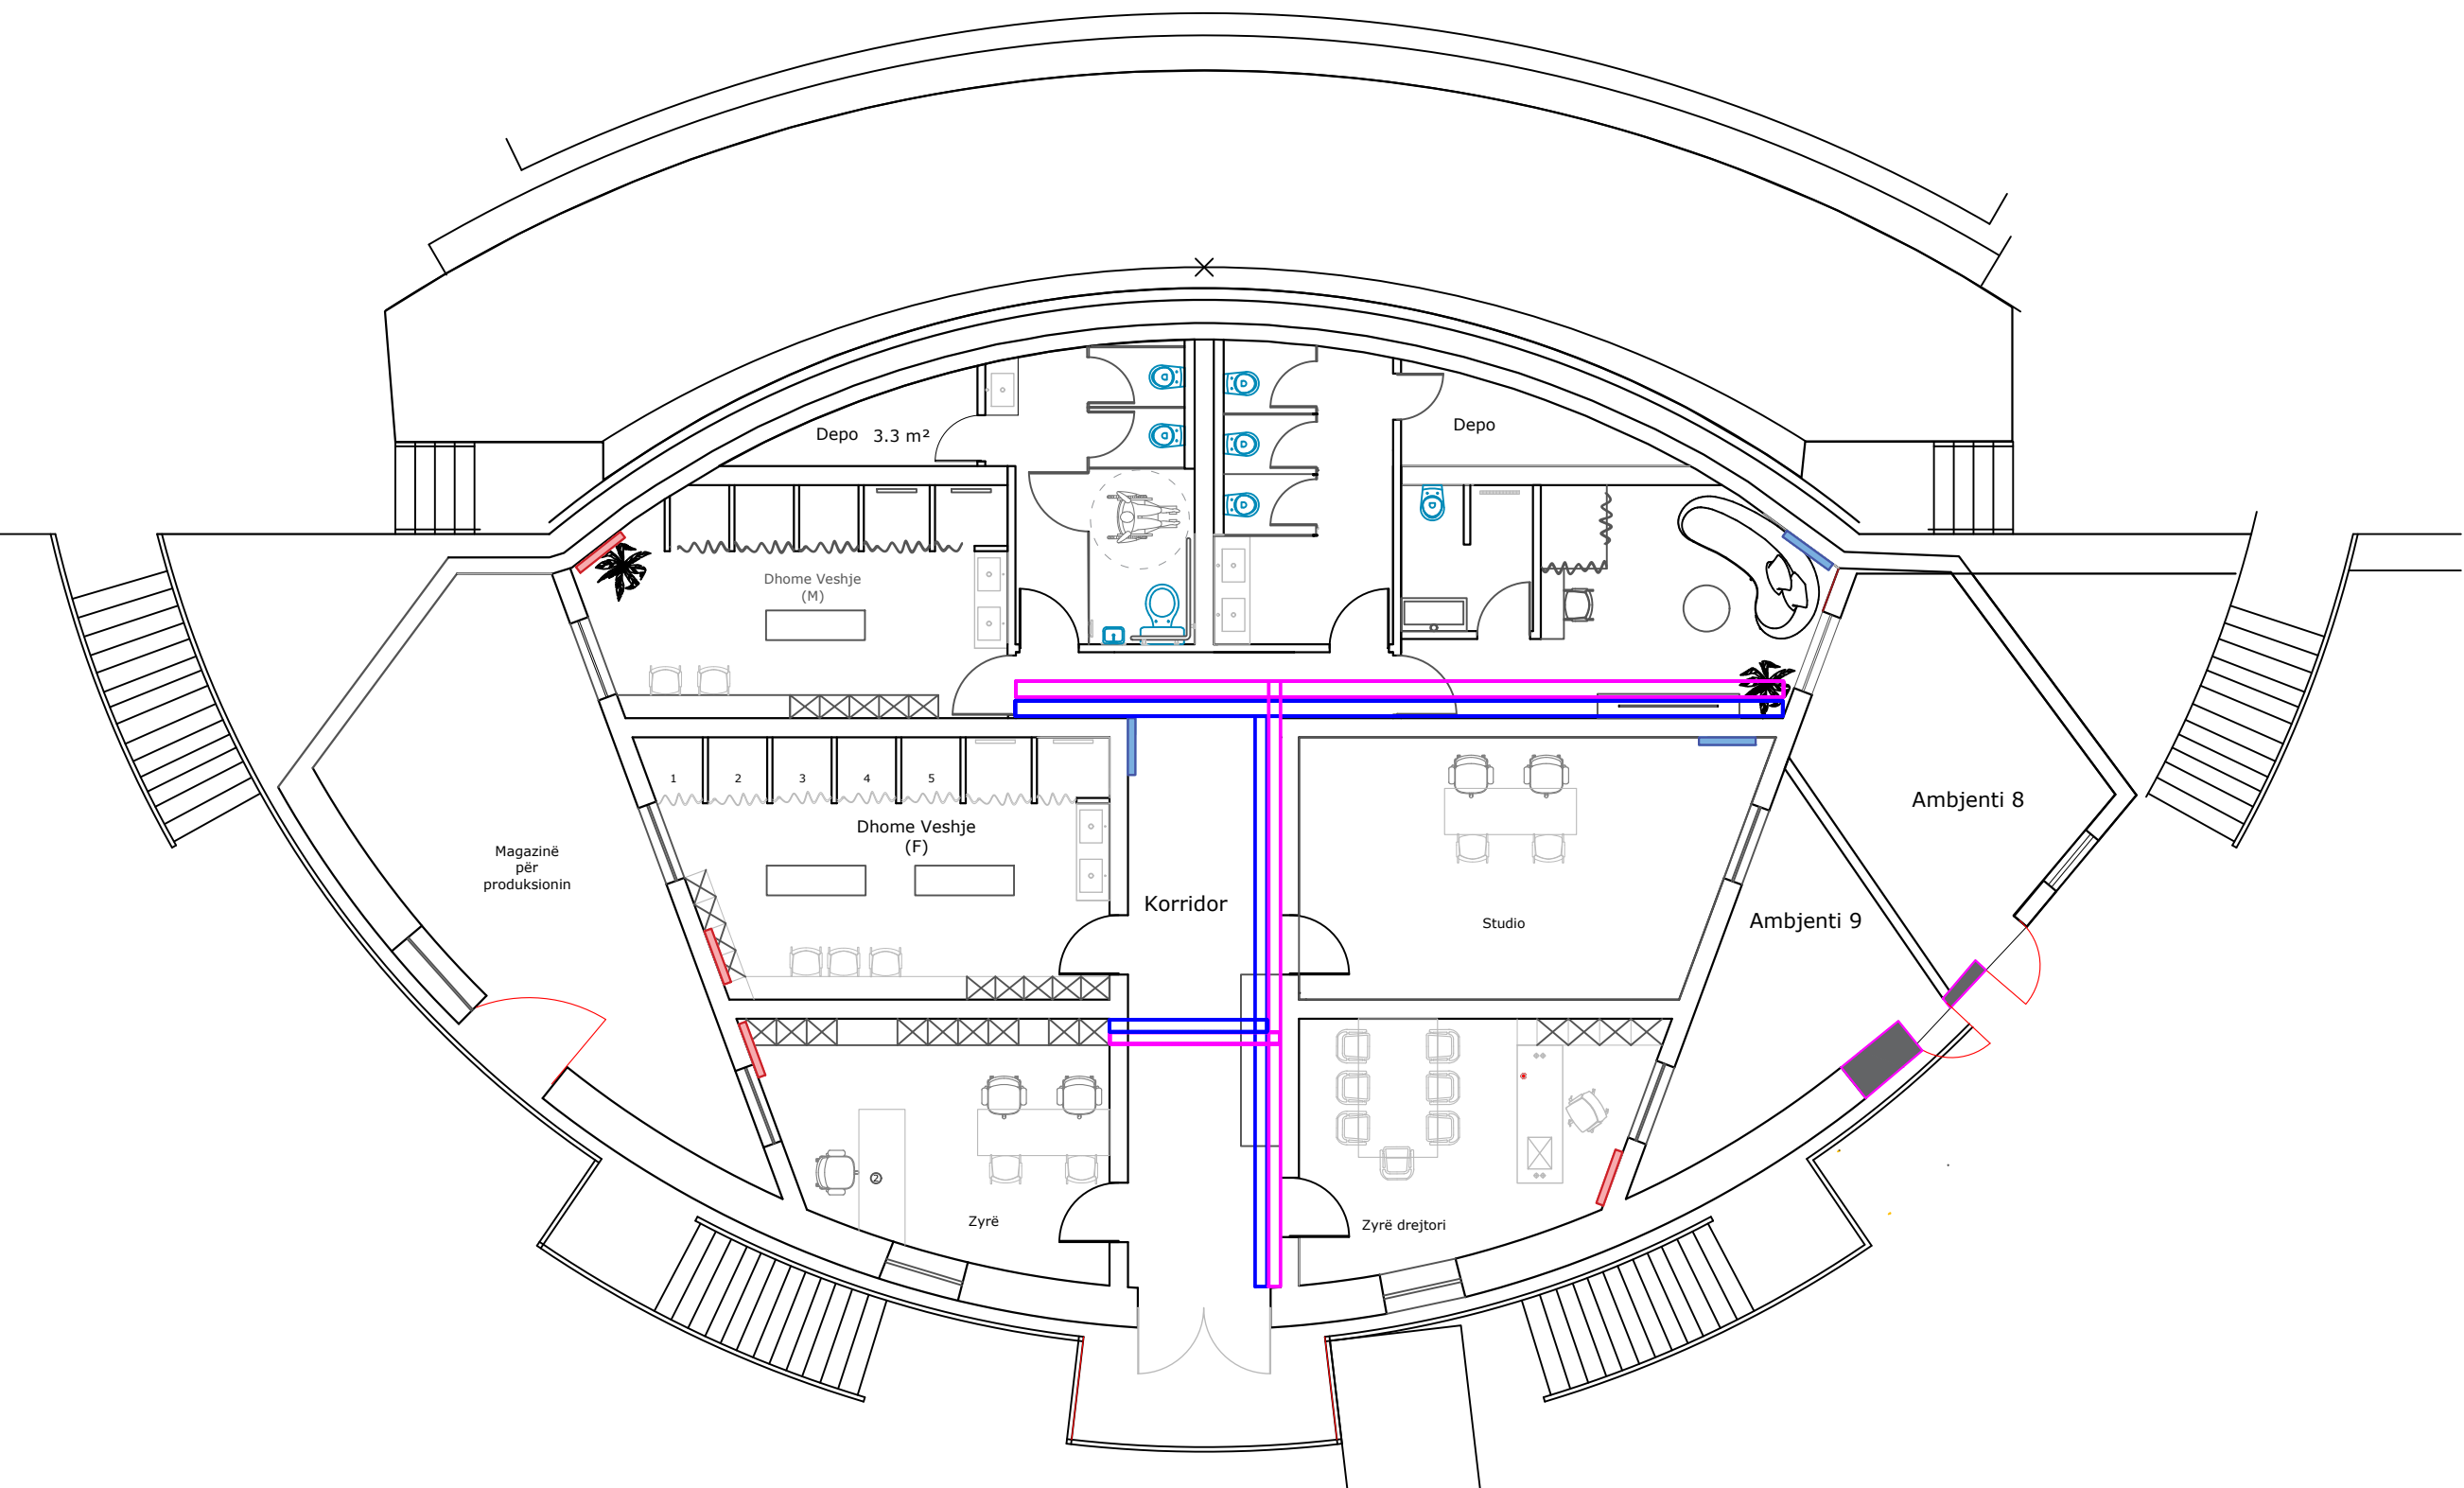 Depo 3.3 m²
Depo
Dhome Veshje
(M)
1 2 3 4 5
Dhome Veshje
(F)
Magazinë
për
produksionin
Korridor
Studio
Ambjenti 8
Ambjenti 9
2
Zyrë
Zyrë drejtori